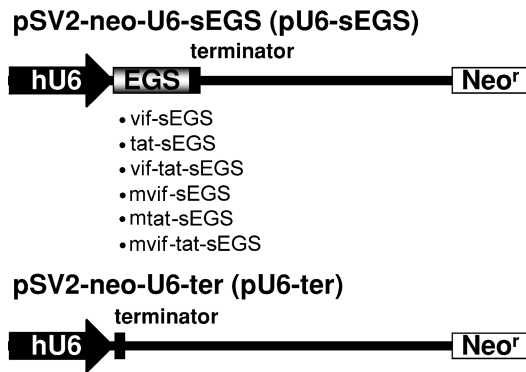 pSV2-neo-U6-sEGS (pU6-sEGS)
terminator
hU6 EGS Neoʳ
• vif-sEGS
• tat-sEGS
• vif-tat-sEGS
• mvif-sEGS
• mtat-sEGS
• mvif-tat-sEGS
pSV2-neo-U6-ter (pU6-ter)
terminator
hU6 Neoʳ